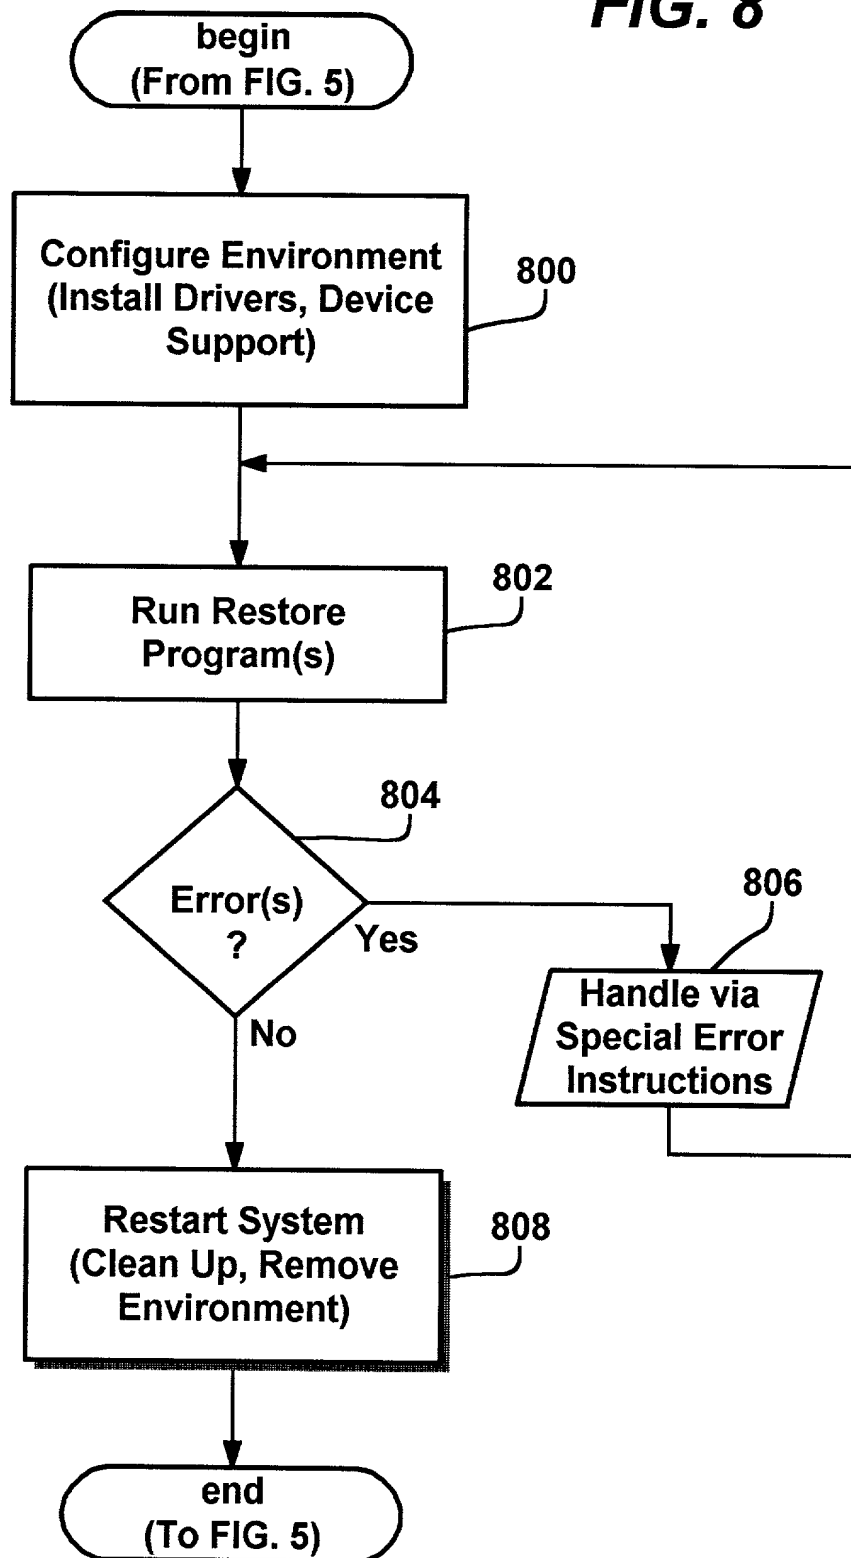 FIG. 8
begin
(From FIG. 5)
Configure Environment
(Install Drivers, Device
Support)
800
Run Restore
Program(s)
802
804
Error(s)
?
Yes
No
806
Handle via
Special Error
Instructions
Restart System
(Clean Up, Remove
Environment)
808
end
(To FIG. 5)